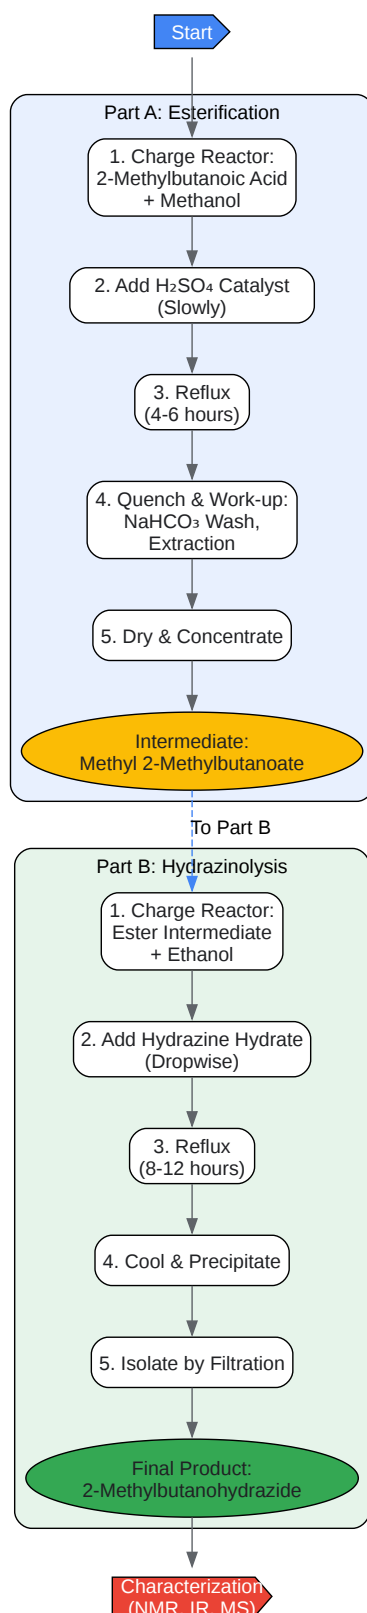 Start
Part A: Esterification
1. Charge Reactor:
2-Methylbutanoic Acid
+ Methanol
2. Add H₂SO₄ Catalyst
(Slowly)
3. Reflux
(4-6 hours)
4. Quench & Work-up:
NaHCO₃ Wash,
Extraction
5. Dry & Concentrate
Intermediate:
Methyl 2-Methylbutanoate
To Part B
Part B: Hydrazinolysis
1. Charge Reactor:
Ester Intermediate
+ Ethanol
2. Add Hydrazine Hydrate
(Dropwise)
3. Reflux
(8-12 hours)
4. Cool & Precipitate
5. Isolate by Filtration
Final Product:
2-Methylbutanohydrazide
Characterization
(NMR, IR, MS)